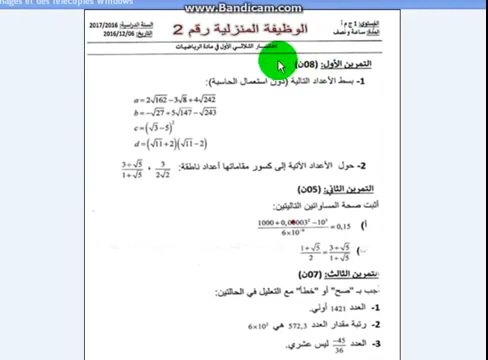 ages et des Télécopies Windows
www.Bandicam.com
المستوى: 1 ج م أ
الوظيفة المنزلية رقم 2
السنة الدراسية: 2017/2016
المادة: ساعة ونصف
التاريخ: 2016/12/06
الثلاثي الأول في مادة الرياضيات
التمرين الأول: (08ن)
1- بسط الأعداد التالية (دون استعمال الحاسبة):
a = 2√162 − 3√8 + 4√242
b = −√27 + 5√147 − √243
c = (√3 − 5)²
d = (√11 + 2)(√11 − 2)
2- حول الأعداد الآتية إلى كسور مقاماتها أعداد ناطقة: 3/(2√2) ، (3+√5)/(1+√5)
التمرين الثاني: (05ن)
أثبت صحة المساواتين التاليتين:
أ) = 0,15
(1+√5)/2 = (3+√5)/(1+√5)
التمرين الثالث: (07ن)
أجب بـ "صح" أو "خطأ" مع التعليل في الحالتين:
1- العدد 1421 أولي.
2- رتبة مقدار العدد 572,3 هي 6×10²
3- العدد −45/36 ليس عشري.